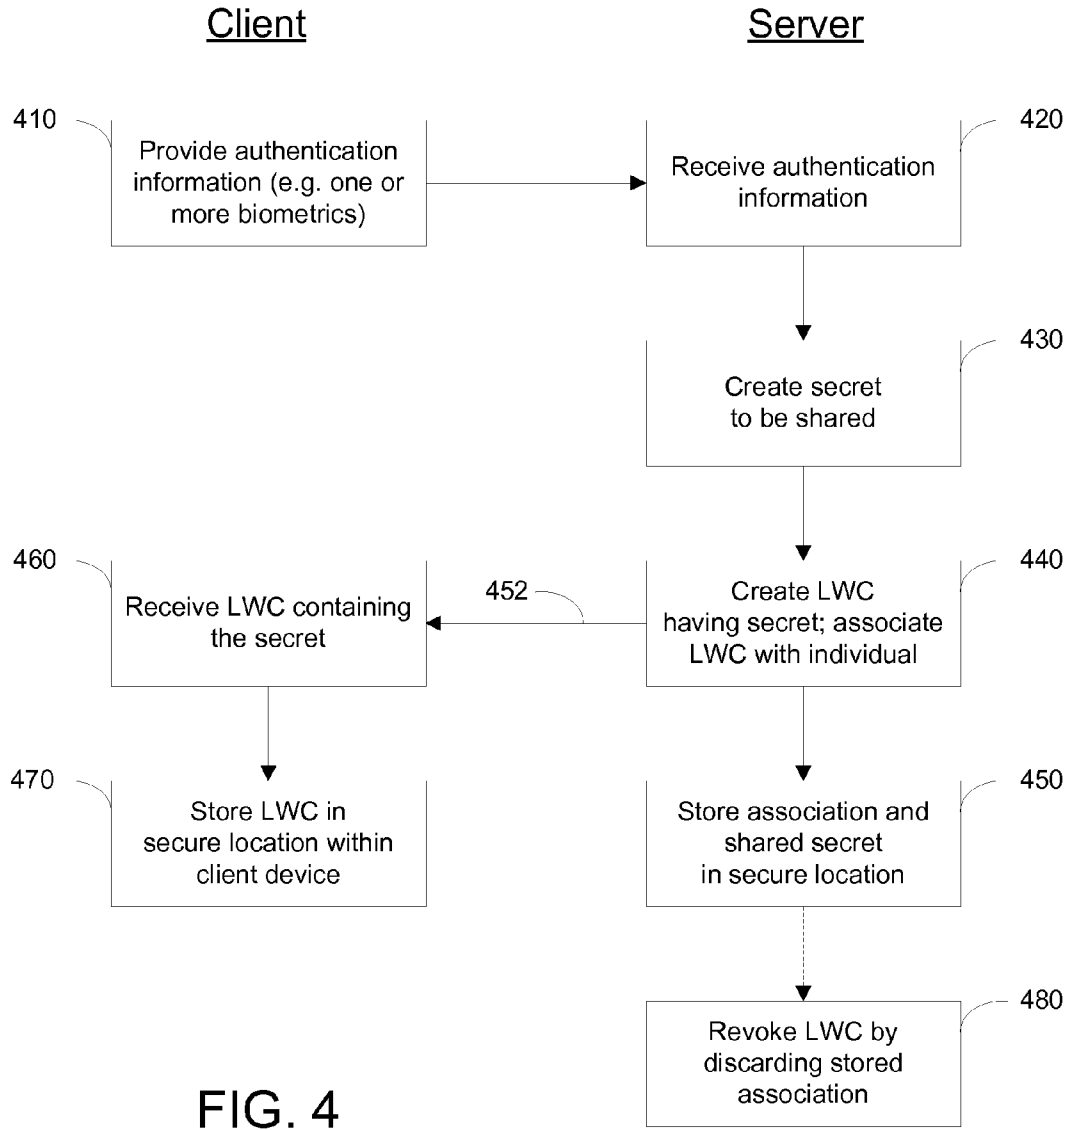 Client
Server
410
Provide authentication
information (e.g. one or
more biometrics)
420
Receive authentication
information
430
Create secret
to be shared
460
Receive LWC containing
the secret
452
440
Create LWC
having secret; associate
LWC with individual
470
Store LWC in
secure location within
client device
450
Store association and
shared secret
in secure location
480
Revoke LWC by
discarding stored
association
FIG. 4